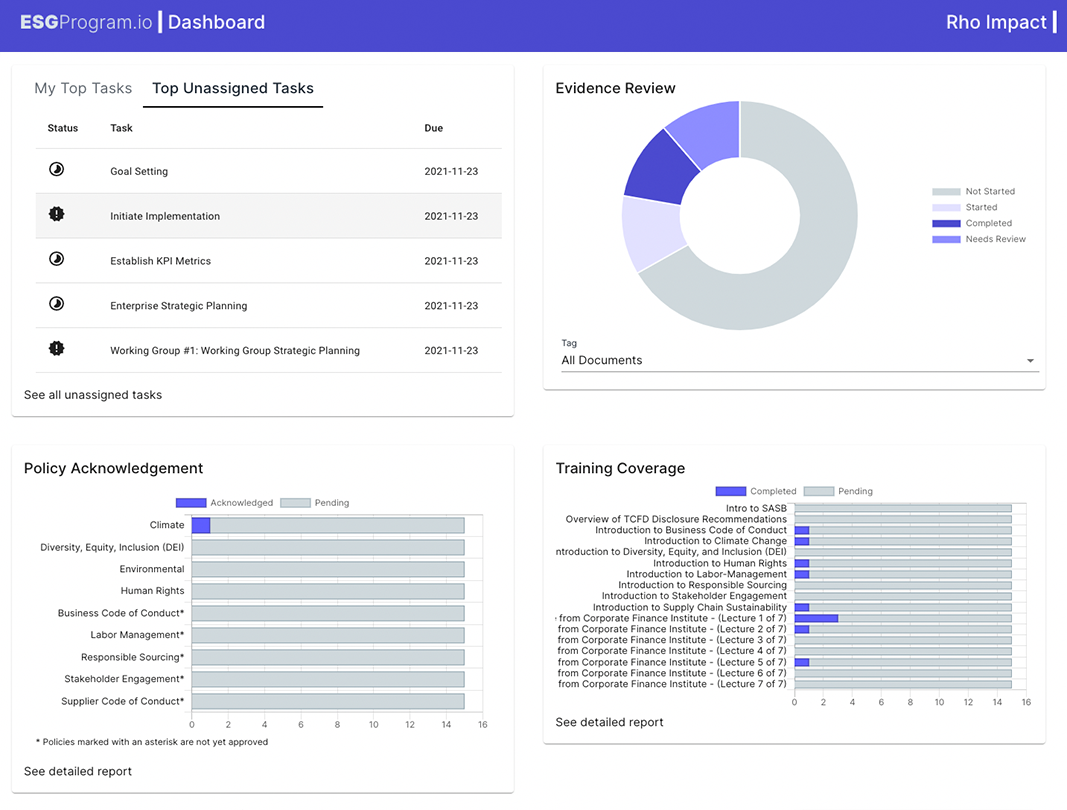 ESGProgram.io | Dashboard
Rho Impact |
My Top Tasks Top Unassigned Tasks
Status Task Due
Goal Setting 2021-11-23
Initiate Implementation 2021-11-23
Establish KPI Metrics 2021-11-23
Enterprise Strategic Planning 2021-11-23
Working Group #1: Working Group Strategic Planning 2021-11-23
See all unassigned tasks
Evidence Review
Not Started
Started
Completed
Needs Review
Tag
All Documents
Policy Acknowledgement
Acknowledged Pending
Climate
Diversity, Equity, Inclusion (DEI)
Environmental
Human Rights
Business Code of Conduct*
Labor Management*
Responsible Sourcing*
Stakeholder Engagement*
Supplier Code of Conduct*
0 2 4 6 8 10 12 14 16
* Policies marked with an asterisk are not yet approved
See detailed report
Training Coverage
Completed Pending
Intro to SASB
Overview of TCFD Disclosure Recommendations
Introduction to Business Code of Conduct
Introduction to Climate Change
ntroduction to Diversity, Equity, and Inclusion (DEI)
Introduction to Human Rights
Introduction to Labor-Management
Introduction to Responsible Sourcing
Introduction to Stakeholder Engagement
Introduction to Supply Chain Sustainability
from Corporate Finance Institute - (Lecture 1 of 7)
from Corporate Finance Institute - (Lecture 2 of 7)
from Corporate Finance Institute - (Lecture 3 of 7)
from Corporate Finance Institute - (Lecture 4 of 7)
from Corporate Finance Institute - (Lecture 5 of 7)
from Corporate Finance Institute - (Lecture 6 of 7)
from Corporate Finance Institute - (Lecture 7 of 7)
0 2 4 6 8 10 12 14 16
See detailed report